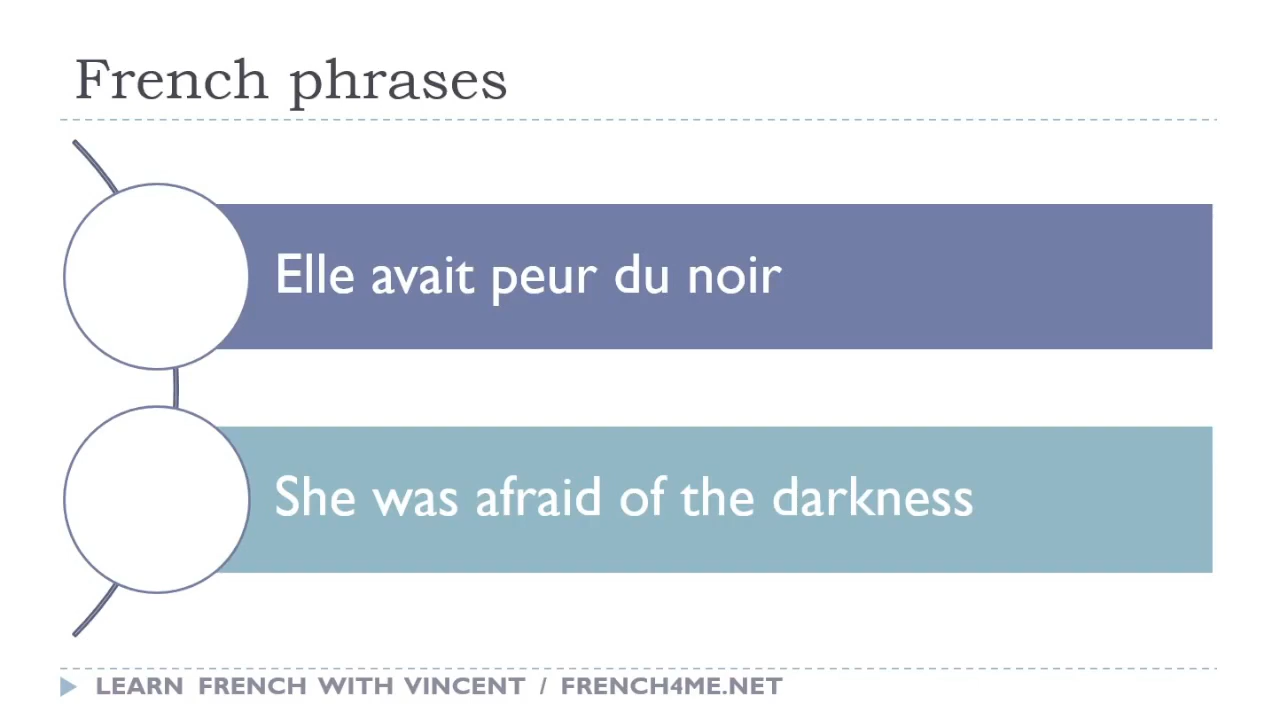 French phrases
Elle avait peur du noir
She was afraid of the darkness
LEARN FRENCH WITH VINCENT / FRENCH4ME.NET